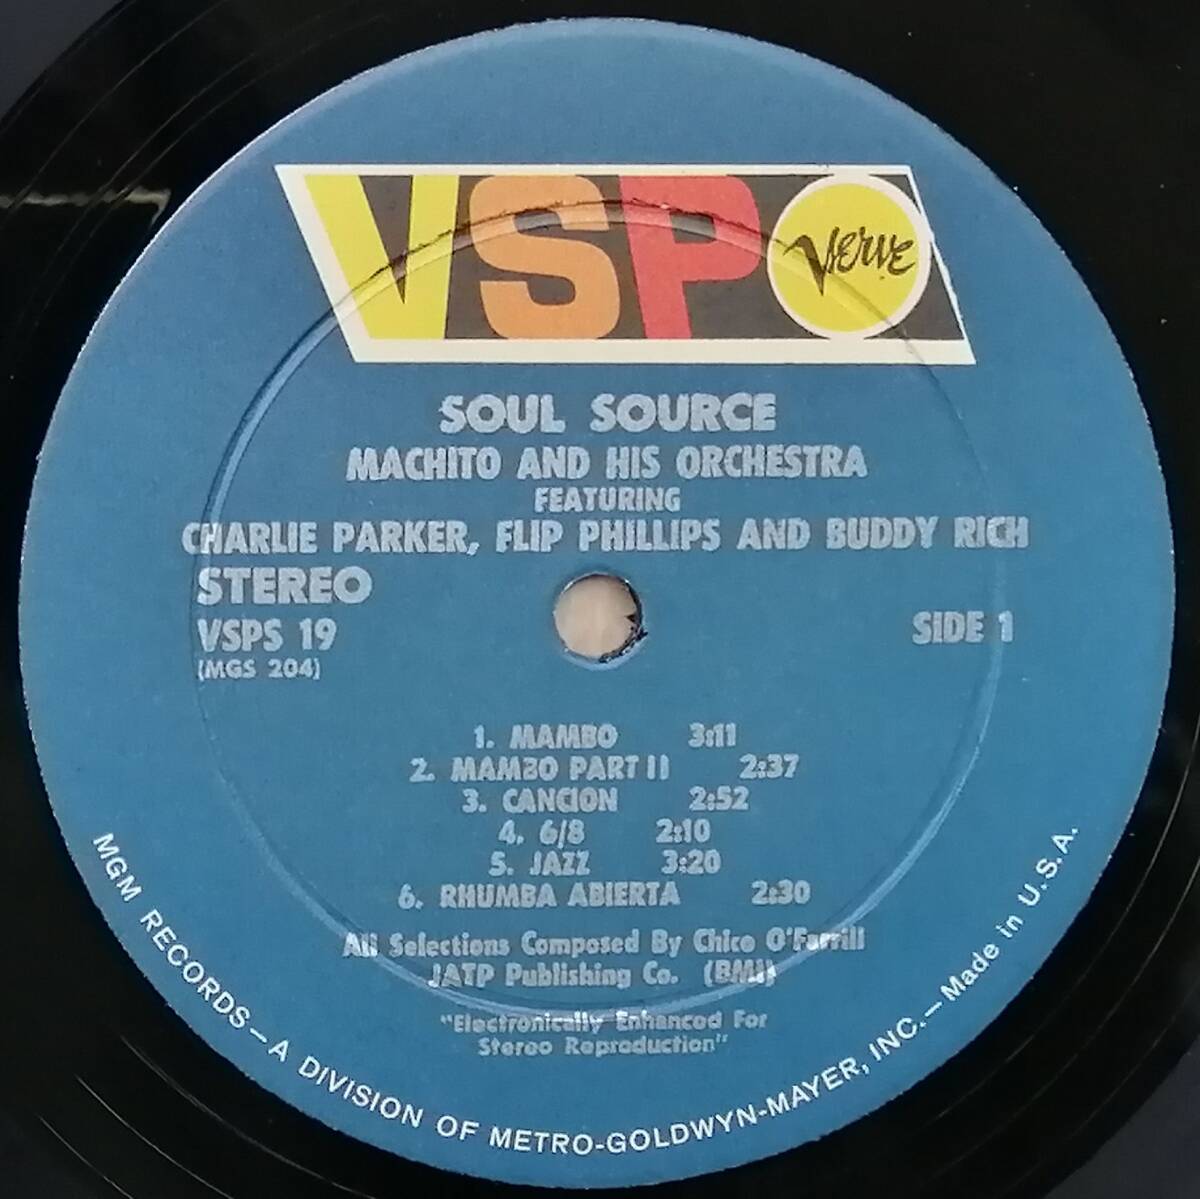 VSP Verve
SOUL SOURCE
MACHITO AND HIS ORCHESTRA
FEATURING
CHARLIE PARKER, FLIP PHILLIPS AND BUDDY RICH
STEREO
VSPS 19
(MGS 204)
SIDE 1
1. MAMBO 3:11
2. MAMBO PART II 2:37
3. CANCION 2:52
4. 6/8 2:10
5. JAZZ 3:20
6. RHUMBA ABIERTA 2:30
All Selections Composed By Chico O'Farrill
JATP Publishing Co. (BMI)
"Electronically Enhanced For
Stereo Reproduction"
MGM RECORDS—A DIVISION OF METRO-GOLDWYN-MAYER, INC.—Made in U.S.A.